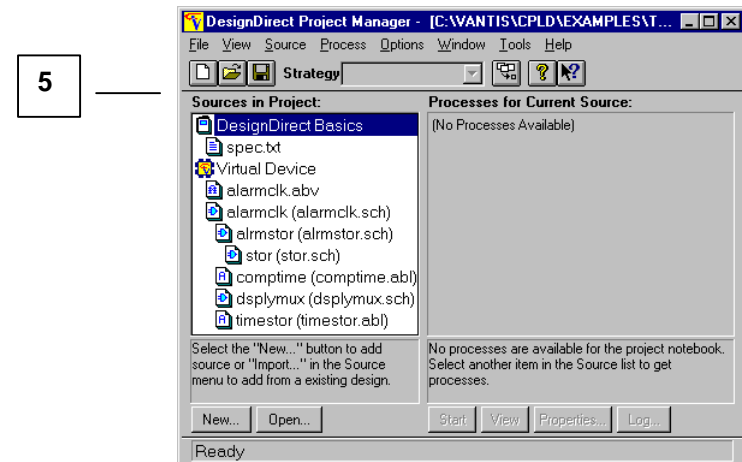 DesignDirect Project Manager - [C:\VANTIS\CPLD\EXAMPLES\T...
File View Source Process Options Window Tools Help
Strategy
5
Sources in Project:
Processes for Current Source:
DesignDirect Basics
(No Processes Available)
spec.txt
Virtual Device
alarmclk.abv
alarmclk (alarmclk.sch)
alrmstor (alrmstor.sch)
stor (stor.sch)
comptime (comptime.abl)
dsplymux (dsplymux.sch)
timestor (timestor.abl)
Select the "New..." button to add
source or "Import..." in the Source
menu to add from a existing design.
No processes are available for the project notebook.
Select another item in the Source list to get
processes.
New... Open... Start View Properties... Log...
Ready